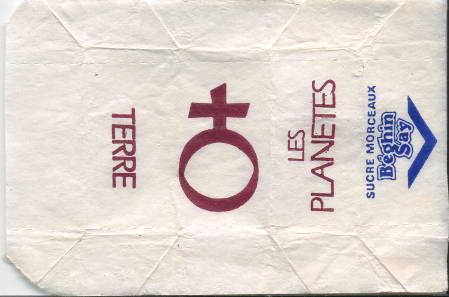 TERRE
LES
PLANETES
SUCRE MORCEAUX
Béghin
Say